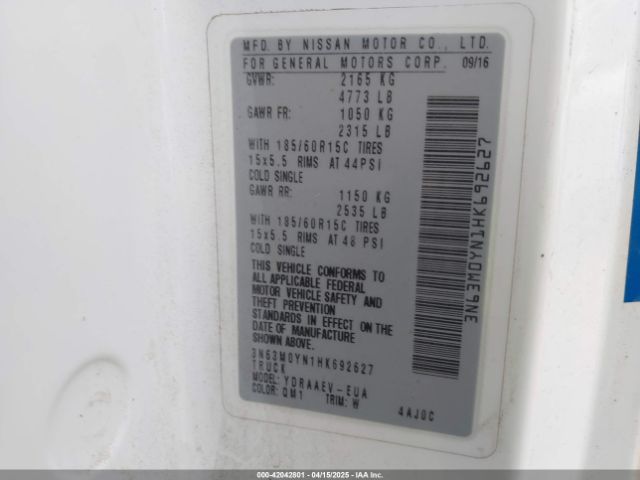 MFD. BY NISSAN MOTOR CO., LTD.
FOR GENERAL MOTORS CORP. 09/16
GVWR: 2165 KG
4773 LB
GAWR FR: 1050 KG
2315 LB
WITH 185/60R15C TIRES
15x5.5 RIMS AT 44PSI
COLD SINGLE
GAWR RR: 1150 KG
2535 LB
WITH 185/60R15C TIRES
15x5.5 RIMS AT 48 PSI
COLD SINGLE
THIS VEHICLE CONFORMS TO
ALL APPLICABLE FEDERAL
MOTOR VEHICLE SAFETY AND
THEFT PREVENTION
STANDARDS IN EFFECT ON THE
DATE OF MANUFACTURE
SHOWN ABOVE.
3N63M0YN1HK692627
TRUCK
MODEL: YDRAAEV-EUA
COLOR: QM1 TRIM: W
4AJ0C
3N63M0YN1HK692627
000-42042801 - 04/15/2025 - IAAI.COM